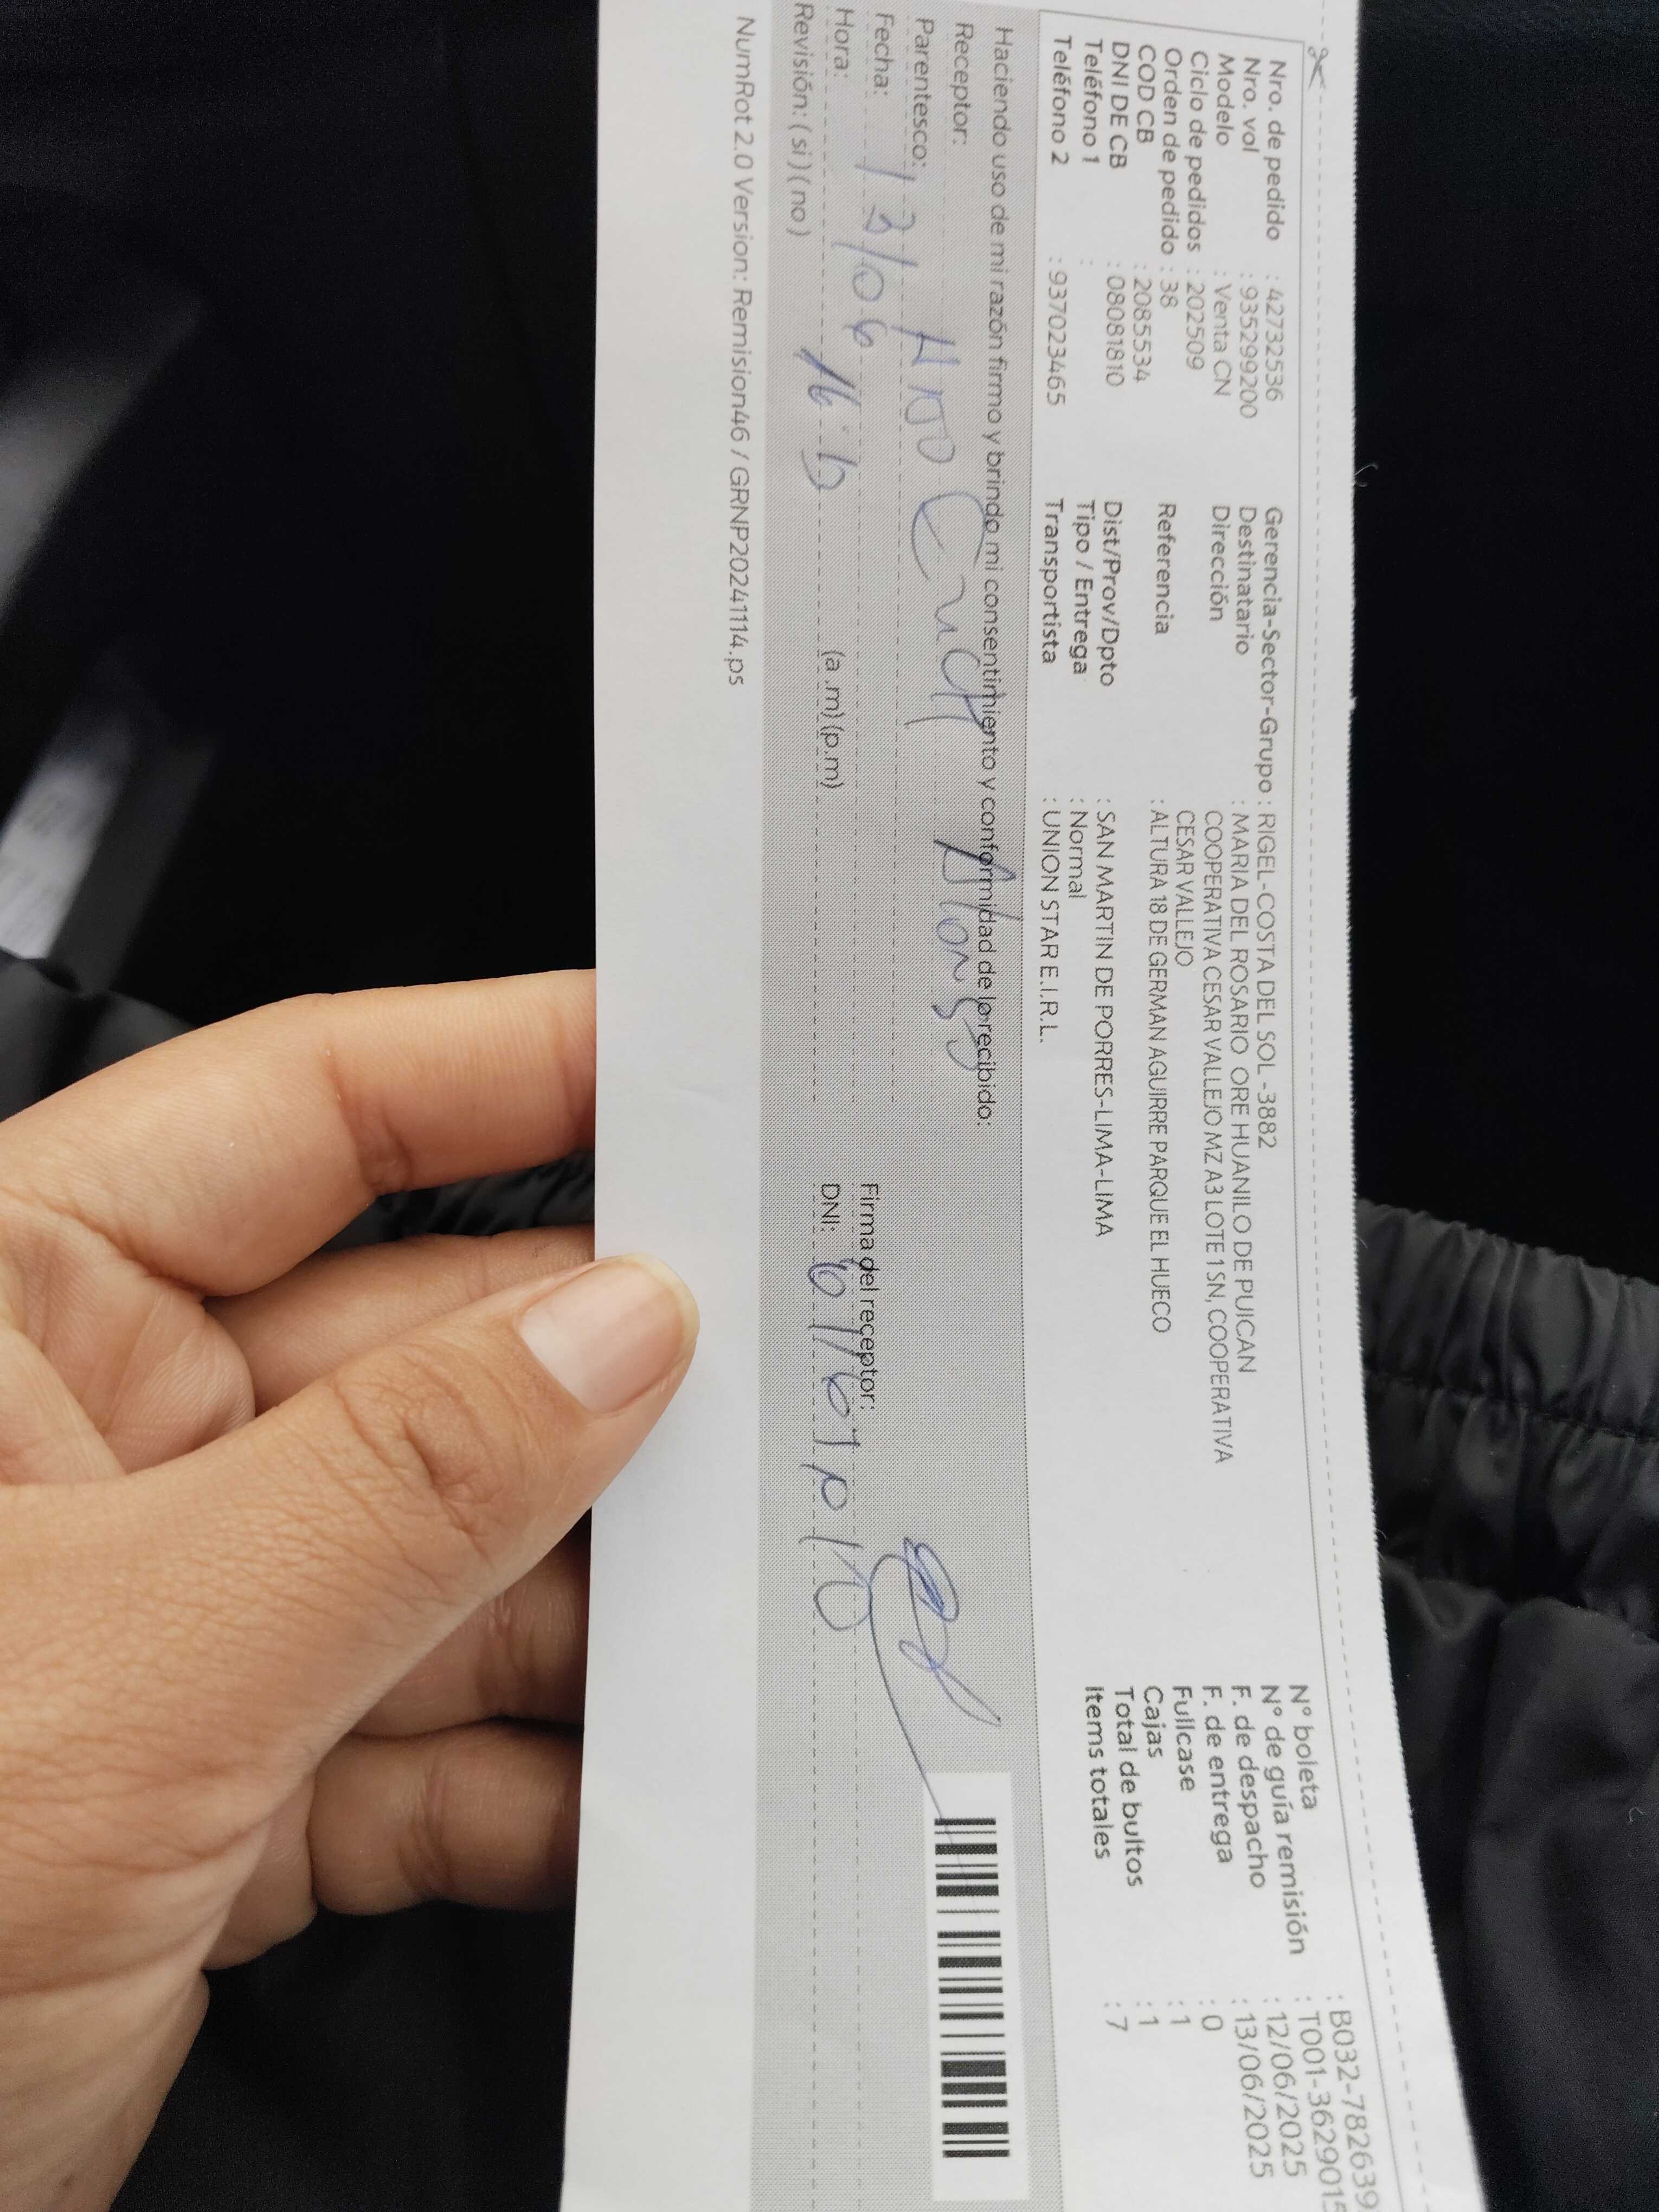 Nro. de pedido : 42732536
Nro. vol : 935299200
Modelo : Venta CN
Ciclo de pedidos : 202509
Orden de pedido : 38
COD CB : 2085534
DNI DE CB : 08081810
Teléfono 1 :
Teléfono 2 : 937023465
Gerencia-Sector-Grupo : RIGEL-COSTA DEL SOL -3882
Destinatario : MARIA DEL ROSARIO ORE HUANILO DE PUICAN
Dirección COOPERATIVA CESAR VALLEJO MZ A3 LOTE 1 SN, COOPERATIVA
CESAR VALLEJO
Referencia : ALTURA 18 DE GERMAN AGUIRRE PARQUE EL HUECO
Dist/Prov/Dpto : SAN MARTIN DE PORRES-LIMA-LIMA
Tipo / Entrega : Normal
Transportista : UNION STAR E.I.R.L.
N° boleta : B032-782639
N° de guía remisión : T001-3629015
F. de despacho : 12/06/2025
F. de entrega : 13/06/2025
Fullcase : 0
Cajas : 1
Total de bultos : 1
Items totales : 7
Haciendo uso de mi razón firmo y brindo mi consentimiento y conformidad de lo recibido:
Receptor: Alonso
Parentesco:
Fecha: 13/06
Hora: (a.m) (p.m)
Revisión: ( si ) ( no )
Firma del receptor:
DNI:
NumRot 2.0 Version: Remision46 / GRNP20241114.ps